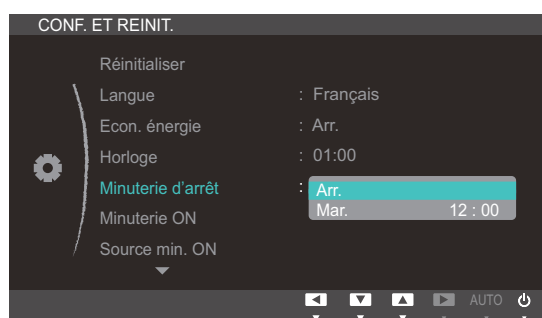 CONF. ET REINIT.
Réinitialiser
Langue : Français
Econ. énergie : Arr.
Horloge : 01:00
Minuterie d'arrêt : Arr.
Mar. 12 : 00
Minuterie ON
Source min. ON
AUTO